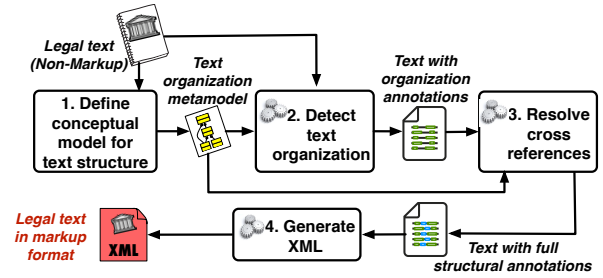 Legal text
(Non-Markup)
Text
organization
metamodel
Text with
organization
annotations
1. Define
conceptual
model for
text structure
2. Detect
text
organization
3. Resolve
cross
references
Legal text
in markup
format
XML
4. Generate
XML
Text with full
structural annotations